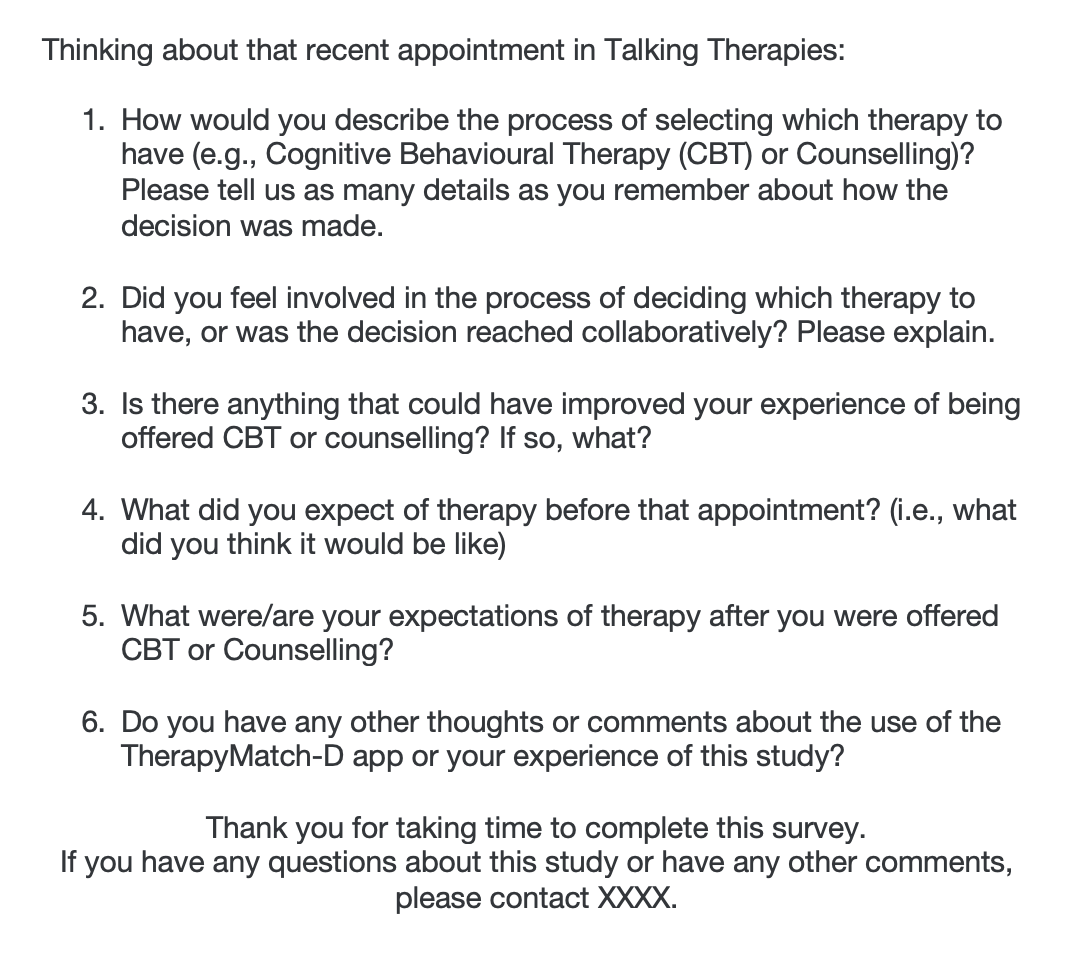 Thinking about that recent appointment in Talking Therapies:
1. How would you describe the process of selecting which therapy to
have (e.g., Cognitive Behavioural Therapy (CBT) or Counselling)?
Please tell us as many details as you remember about how the
decision was made.
2. Did you feel involved in the process of deciding which therapy to
have, or was the decision reached collaboratively? Please explain.
3. Is there anything that could have improved your experience of being
offered CBT or counselling? If so, what?
4. What did you expect of therapy before that appointment? (i.e., what
did you think it would be like)
5. What were/are your expectations of therapy after you were offered
CBT or Counselling?
6. Do you have any other thoughts or comments about the use of the
TherapyMatch-D app or your experience of this study?
Thank you for taking time to complete this survey.
If you have any questions about this study or have any other comments,
please contact XXXX.